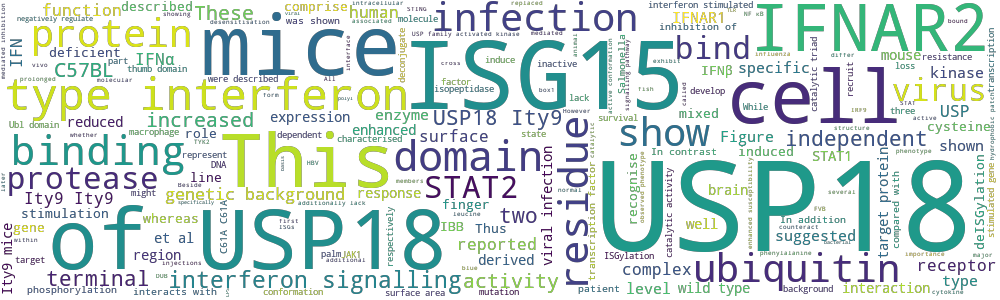 IFN
function
described
These
comprise
was shown
mice
infection
interferon stimulated
IFNAR1
inhibition of
IFNAR2
protein
human
associated
molecule
STING
deficient
part
IFNα
C57BL
thumb domain
were described
All
deconjugate
ISG15
bind
mouse
loss
resistance
IFNβ
specific
kinase
type interferon
isopeptidase
inactive
lack
box1
Salmonella
recruit
develop
cell
virus
Ubl domain
reduced
increased
expression
enzyme
factor
induce
USP18 Ity9
mixed
called
While
USP
three
active
cysteine
binding
macrophage
role
This
dependent
characterised
enhanced
surface
state
survival
show
Figure
independent
shown
whether
TYK2
represent
DNA
domain
residue
structure
protease
line
genetic background
response
STAT2
recognise
In contrast
induced
STAT1
phenotype
Ity9 Ity9
might
Beside
HBV
members
finger
two
viral infection
normal
brain
target protein
deISGylation
stimulation
whereas
of
USP18
C61A C61A
IBB
Thus
reported
USP18
catalytic activity
well
suggested
In addition
counteract
compared with
gene
within
et al
region
first
ISGs
respectively
leucine
derived
ISGylation
Ity9 mice
target
terminal
injections
palm
JAK1
activity
complex
ubiquitin
receptor
phosphorylation
interacts with
interferon signalling
conformation
surface area
blue
mutation
patient
level
wild type
background
interaction
cytokine
major
importance
phenylalanine
several
FVB
bacterial
transcription factor
catalytic triad
signalling pathway
stimulated gene
hydrophobic patch
enhanced susceptibility
observed phenotype
additionally lack
specifically
desensitisation
negatively regulate
intracellular
USP family
activated kinase
mediated
NF κB
influenza
differ
exhibit
However
IRF9
prolonged
molecular
vivo
showing
cross
interface
later
DUB
form
fish
bound